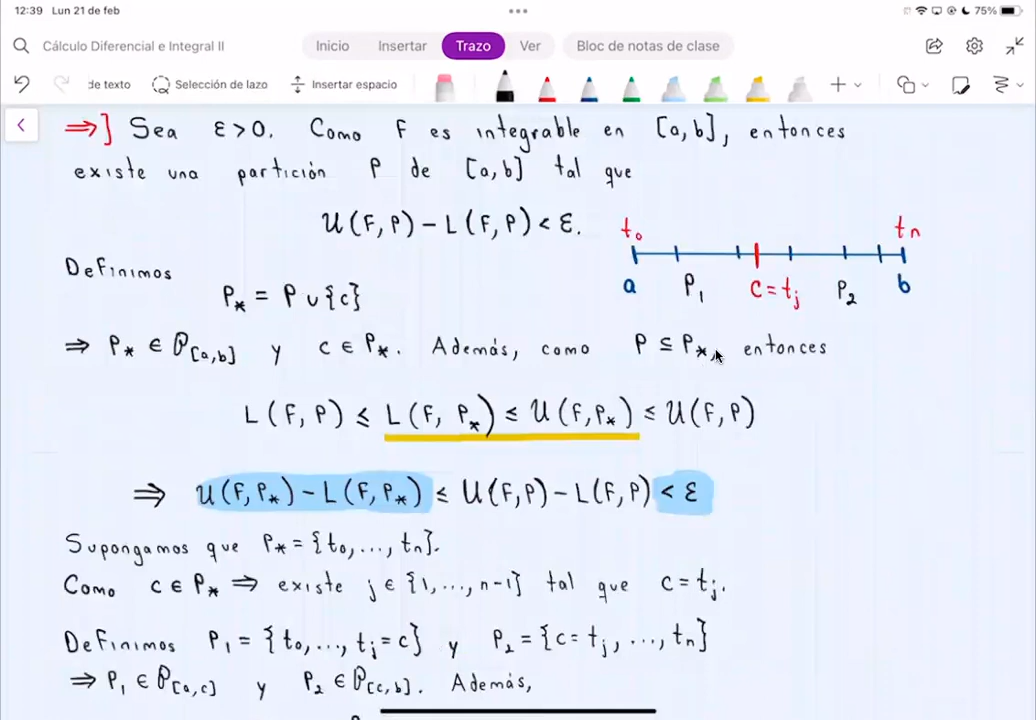 12:39 Lun 21 de feb
75%
Cálculo Diferencial e Integral II
Inicio Insertar Trazo Ver Bloc de notas de clase
de texto Selección de lazo Insertar espacio
⇒] Sea ε>0. Como f es integrable en [a,b], entonces
existe una partición P de [a,b] tal que
U(f,P) − L(f,P) < ε.
t₀ tₙ
a P₁ c=tⱼ P₂ b
Definimos
P* = P ∪ {c}
⇒ P* ∈ 𝒫[a,b] y c ∈ P*. Además, como P ⊆ P*, entonces
L(f,P) ≤ L(f,P*) ≤ U(f,P*) ≤ U(f,P)
⇒ U(f,P*) − L(f,P*) ≤ U(f,P) − L(f,P) < ε
Supongamos que P* = {t₀,...,tₙ}.
Como c ∈ P* ⇒ existe j ∈ {1,...,n-1} tal que c = tⱼ.
Definimos P₁ = {t₀,...,tⱼ=c} y P₂ = {c=tⱼ,...,tₙ}
⇒ P₁ ∈ 𝒫[a,c] y P₂ ∈ 𝒫[c,b]. Además,